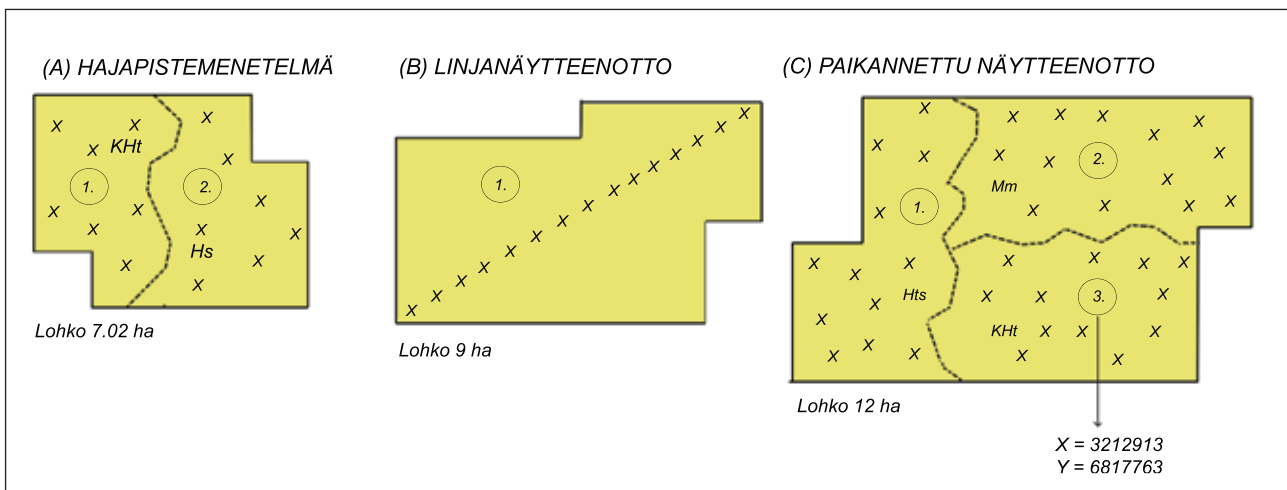 (A) HAJAPISTEMENETELMÄ
KHt
1.
2.
Hs
Lohko 7.02 ha
(B) LINJANÄYTTEENOTTO
1.
Lohko 9 ha
(C) PAIKANNETTU NÄYTTEENOTTO
2.
Mm
1.
Hts
3.
KHt
Lohko 12 ha
X = 3212913
Y = 6817763